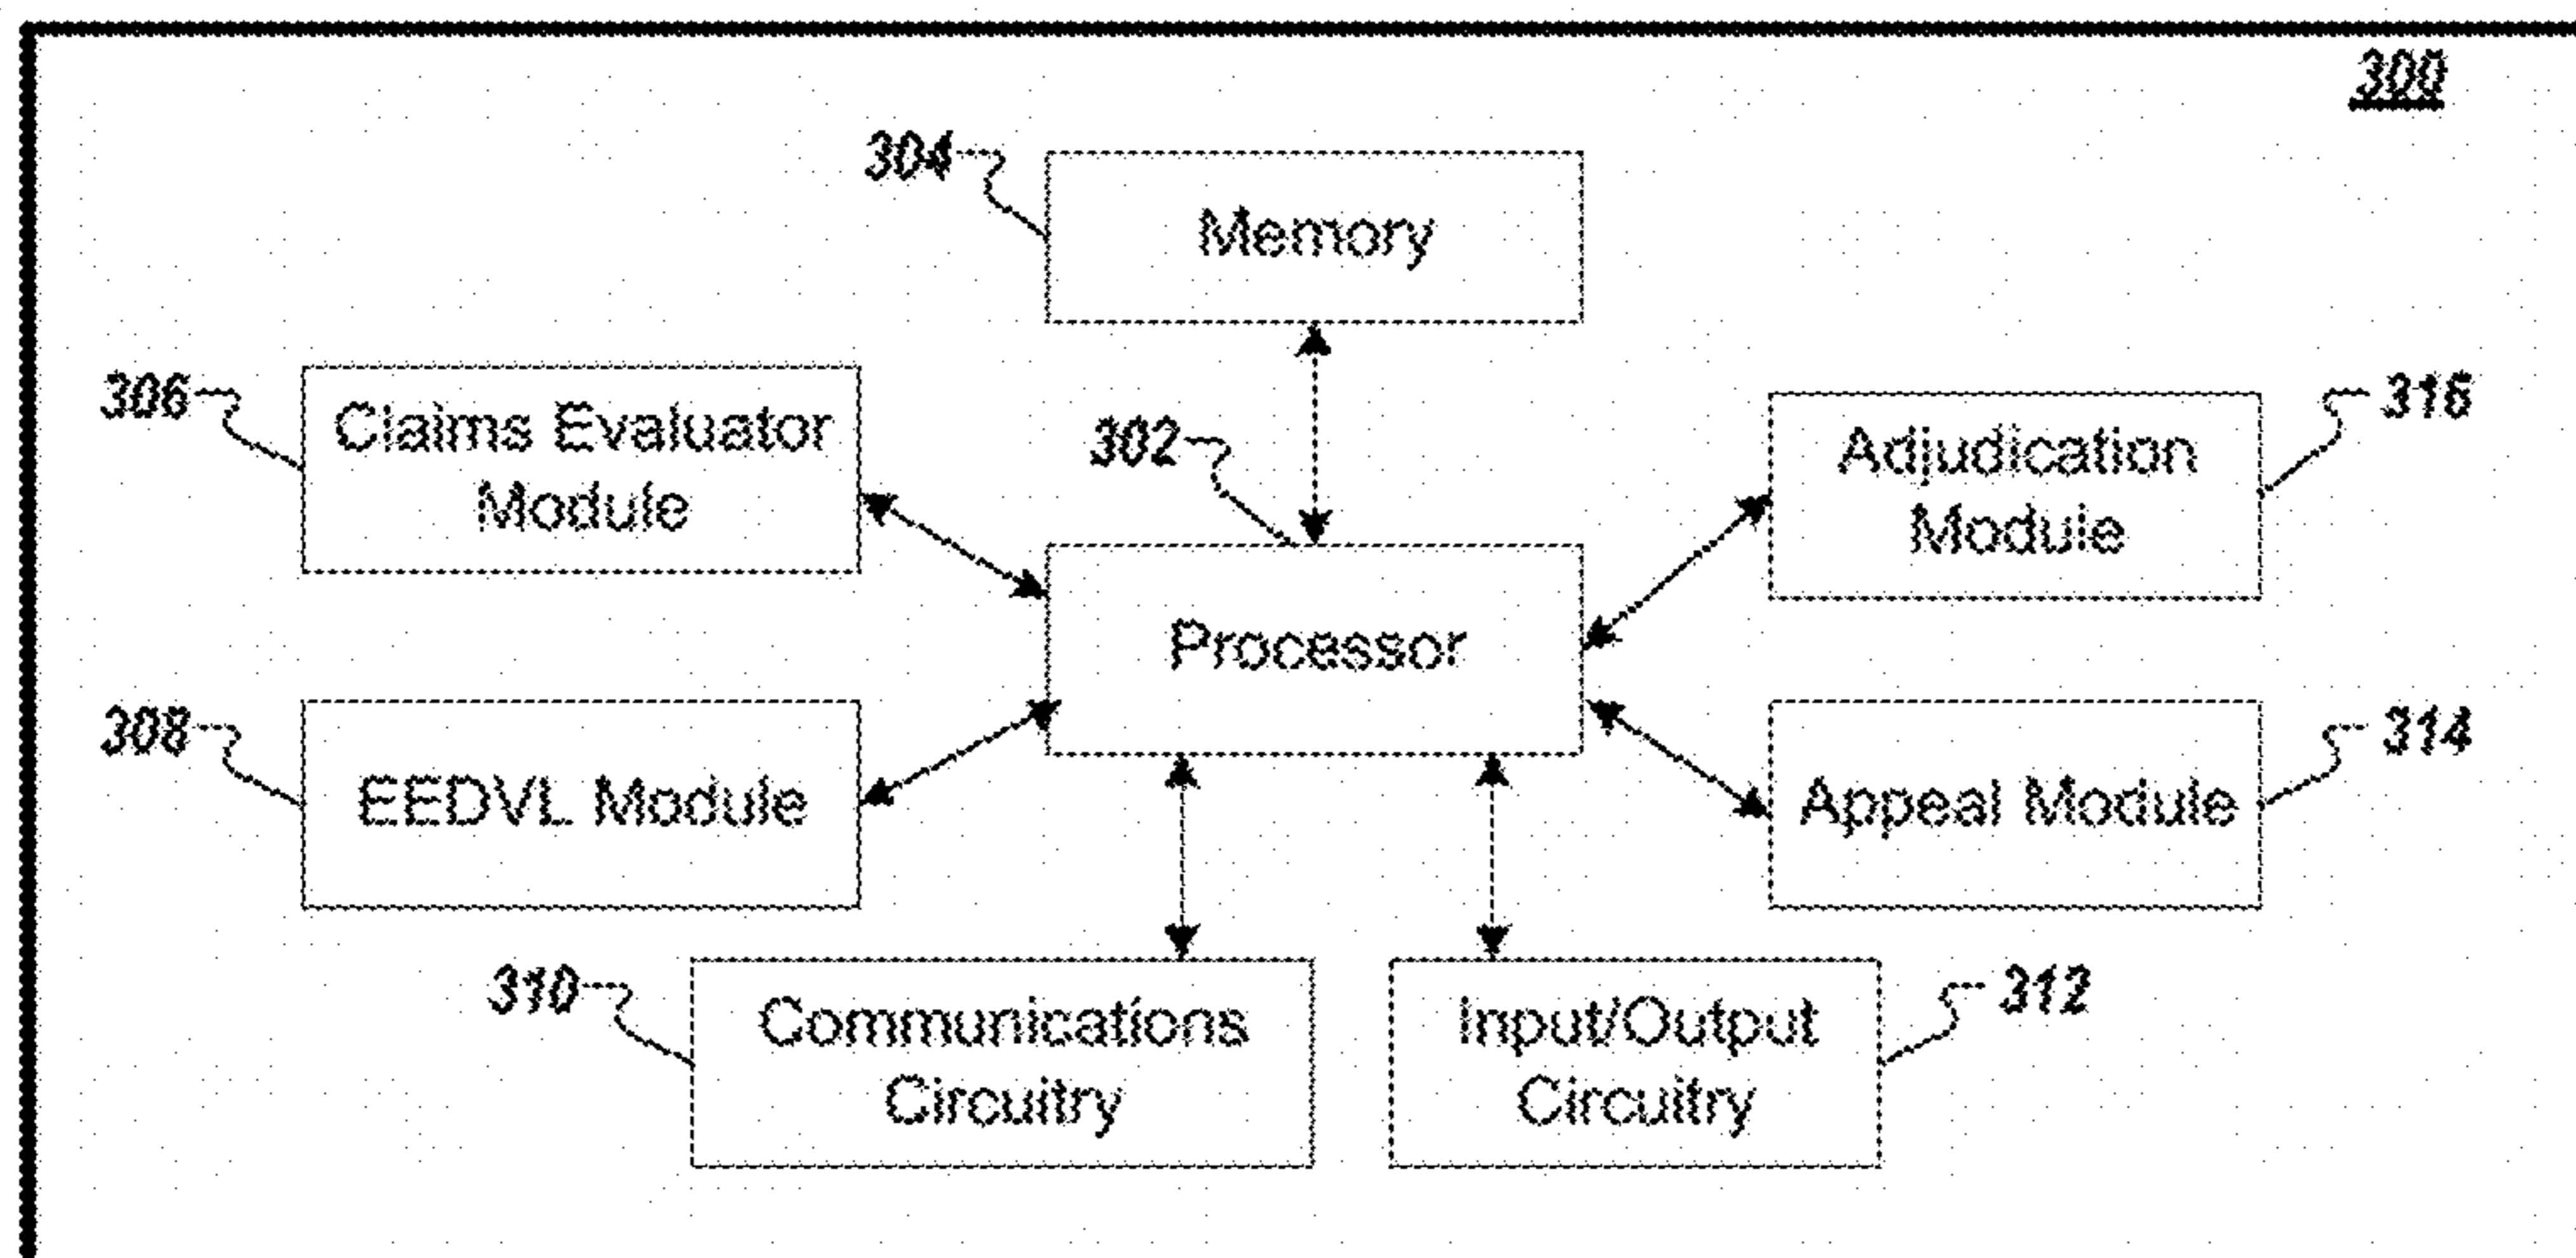 300
304
Memory
306
Claims Evaluator
Module
302
Adjudication
Module
316
Processor
308
EEDVL Module
Appeal Module
314
310
Communications
Circuitry
Input/Output
Circuitry
312